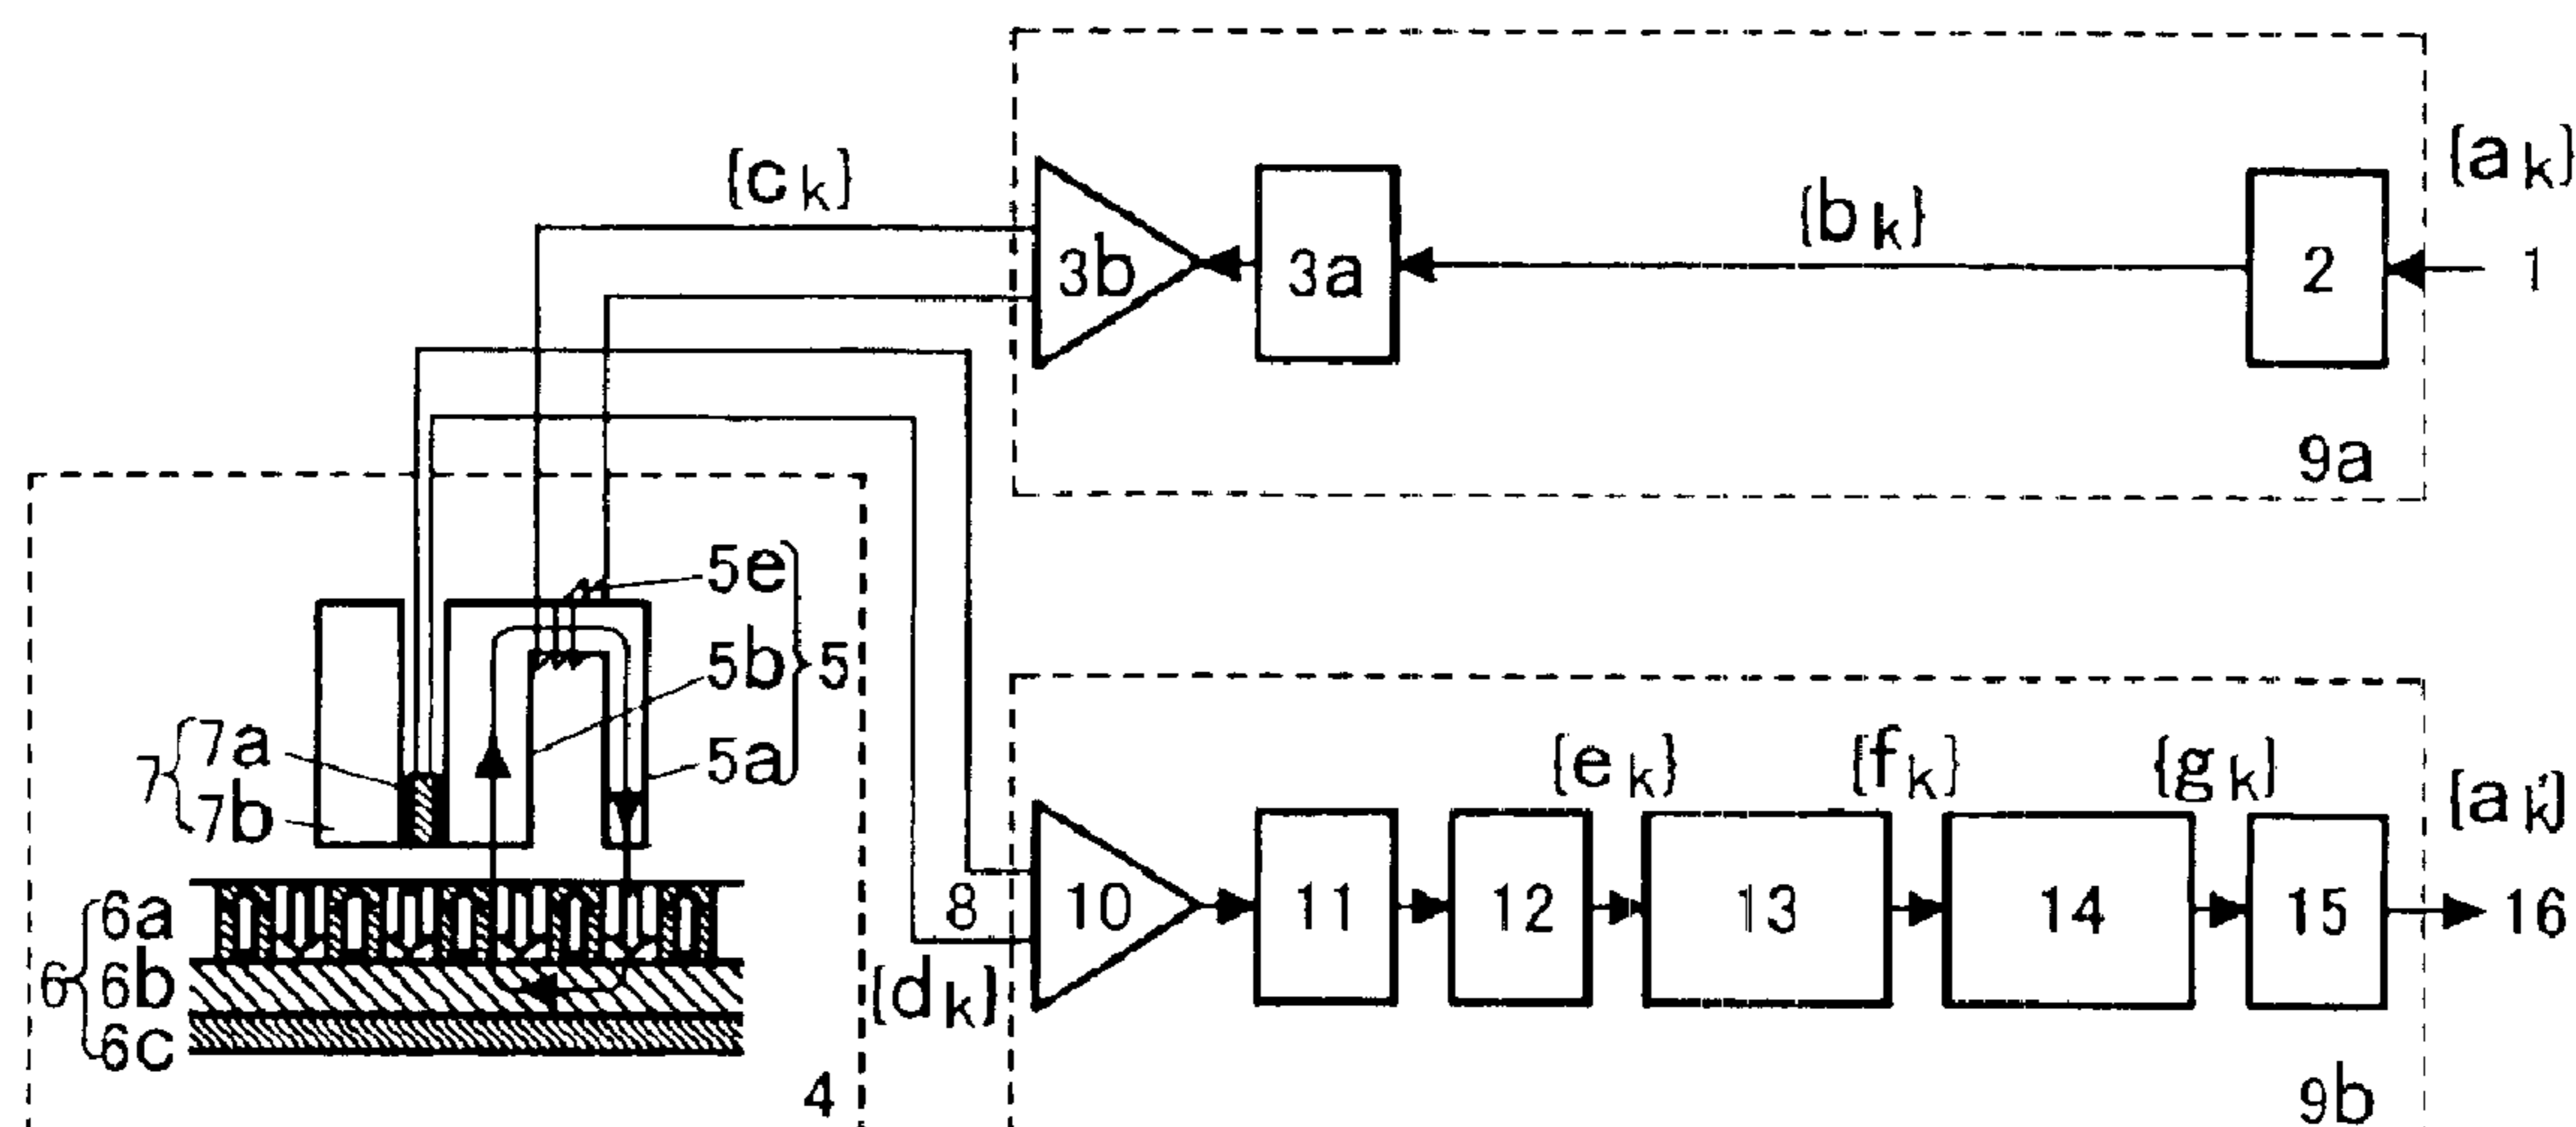 {ak}
{ck}
{bk}
3b
3a
2
1
9a
5e
5b
5
5a
7
7a
7b
{ek}
{fk}
{gk}
{ak'}
6a
8
10
11
12
13
14
15
16
6
6b
{dk}
6c
4
9b